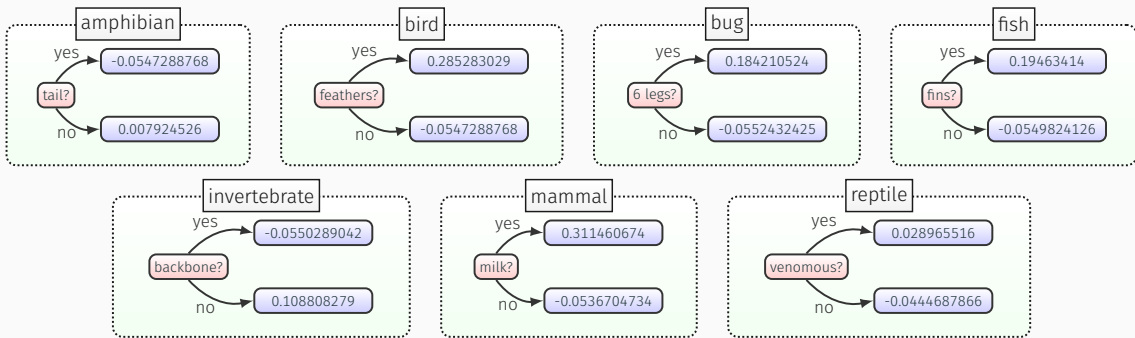 amphibian
yes
-0.0547288768
tail?
no
0.007924526
bird
yes
0.285283029
feathers?
no
-0.0547288768
bug
yes
0.184210524
6 legs?
no
-0.0552432425
fish
yes
0.19463414
fins?
no
-0.0549824126
invertebrate
yes
-0.0550289042
backbone?
no
0.108808279
mammal
yes
0.311460674
milk?
no
-0.0536704734
reptile
yes
0.028965516
venomous?
no
-0.0444687866